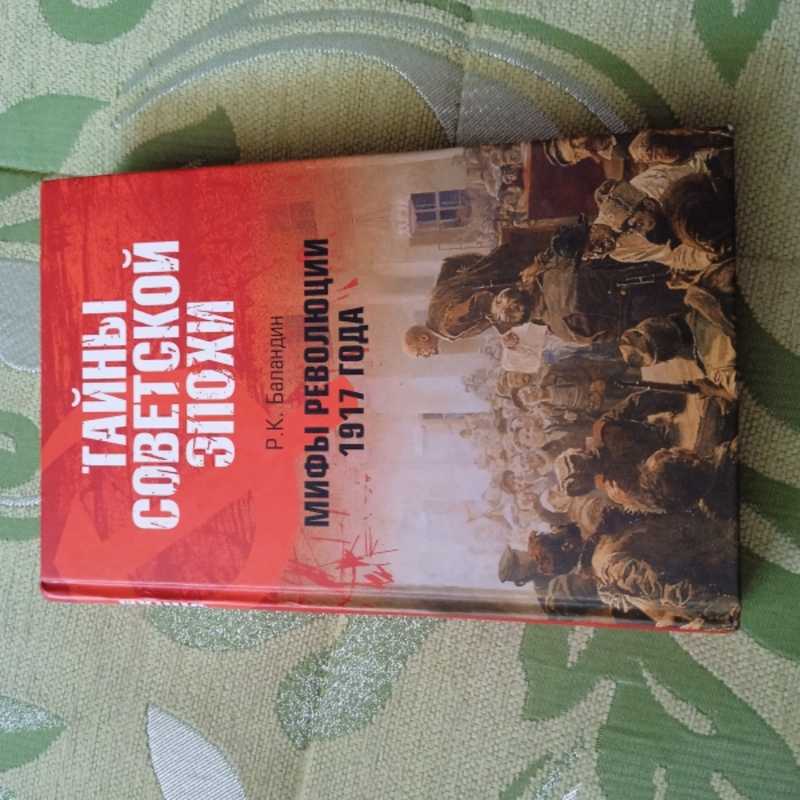 ТАЙНЫ
СОВЕТСКОЙ
ЭПОХИ
Р.К. Баландин
МИФЫ РЕВОЛЮЦИИ
1917 ГОДА